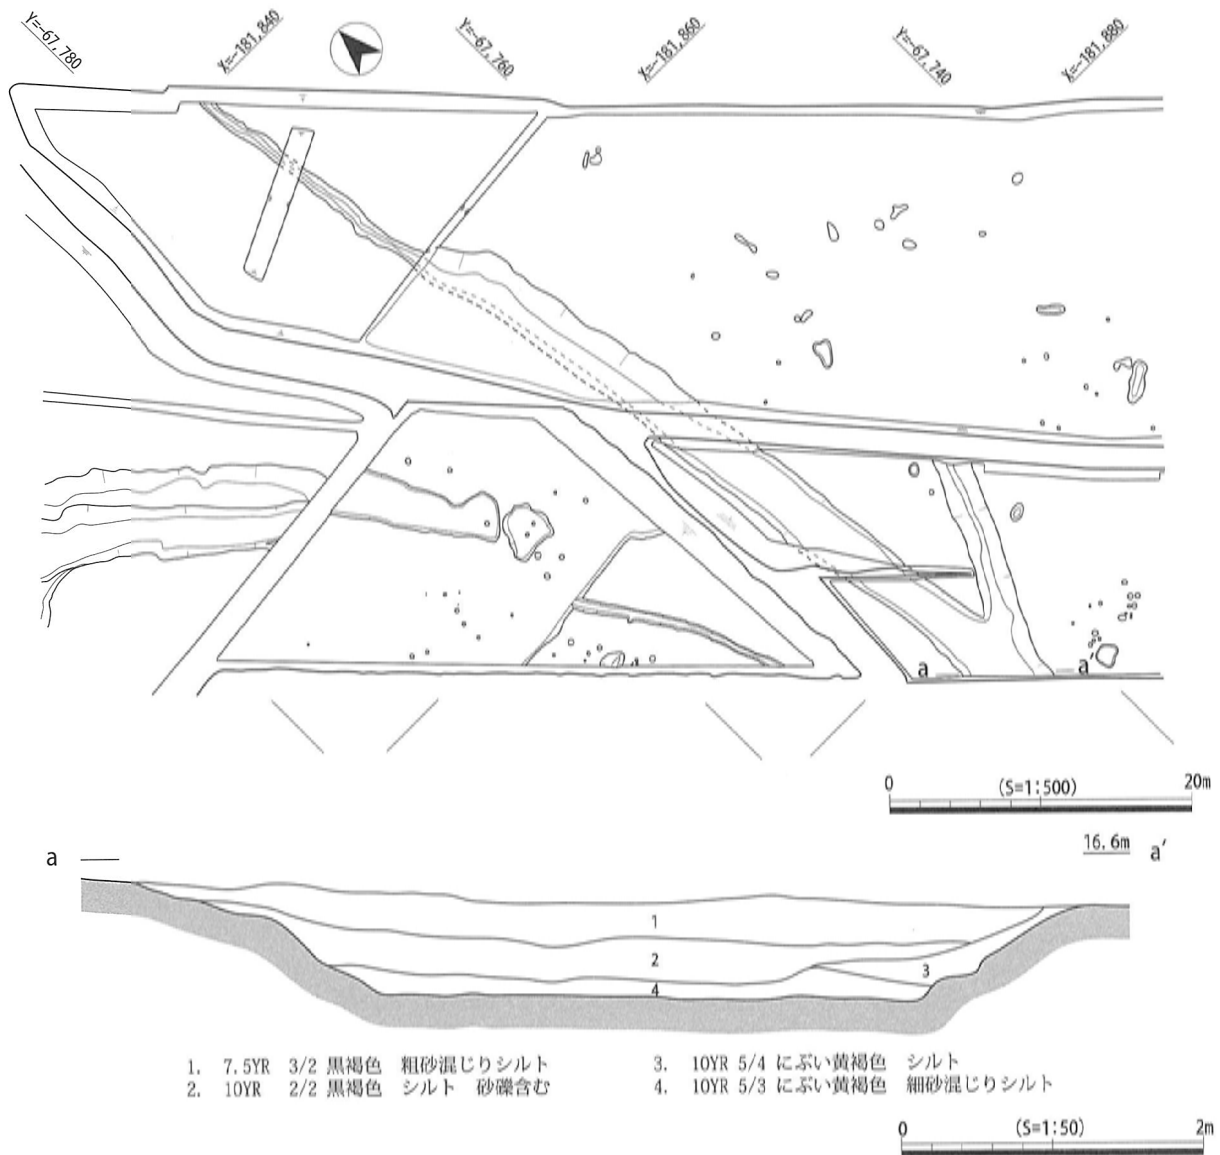 Y=-67,780
X=-181,840
Y=-67,760
X=-181,860
Y=-67,740
X=-181,880
a
a′
0 (S=1:500) 20m
a
16.6m a′
1
2
3
4
1. 7.5YR 3/2 黒褐色 粗砂混じりシルト
2. 10YR 2/2 黒褐色 シルト 砂礫含む
3. 10YR 5/4 にぶい黄褐色 シルト
4. 10YR 5/3 にぶい黄褐色 細砂混じりシルト
0 (S=1:50) 2m